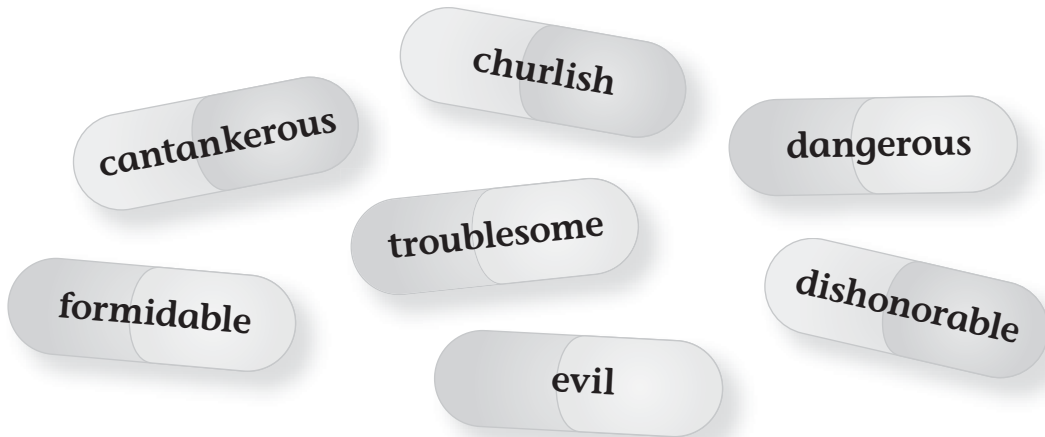 churlish
cantankerous
dangerous
troublesome
formidable
dishonorable
evil